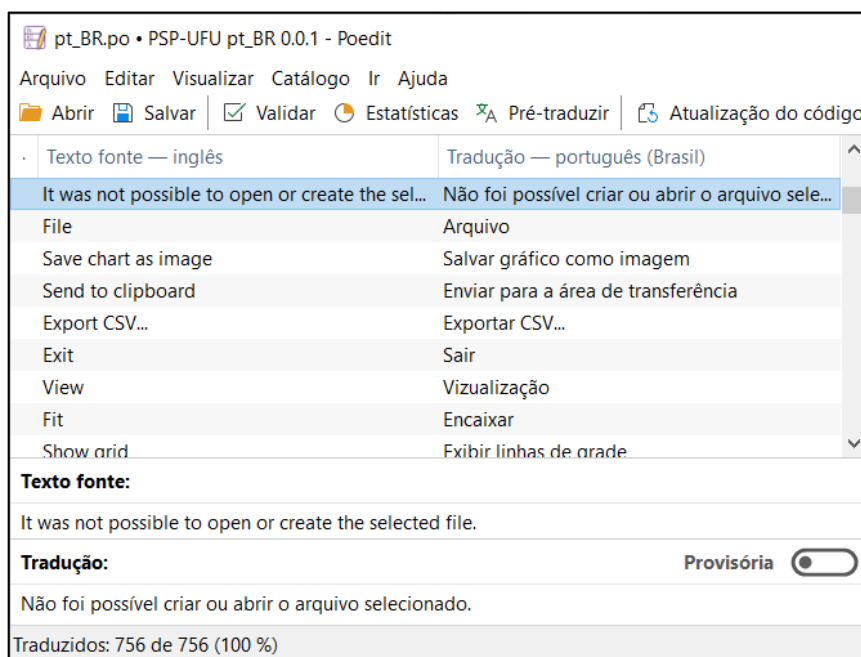 pt_BR.po • PSP-UFU pt_BR 0.0.1 - Poedit
Arquivo Editar Visualizar Catálogo Ir Ajuda
Abrir Salvar Validar Estatísticas Pré-traduzir Atualização do código
Texto fonte — inglês Tradução — português (Brasil)
It was not possible to open or create the sel... Não foi possível criar ou abrir o arquivo sele...
File Arquivo
Save chart as image Salvar gráfico como imagem
Send to clipboard Enviar para a área de transferência
Export CSV... Exportar CSV...
Exit Sair
View Vizualização
Fit Encaixar
Show grid Exibir linhas de grade
Texto fonte:
It was not possible to open or create the selected file.
Tradução: Provisória
Não foi possível criar ou abrir o arquivo selecionado.
Traduzidos: 756 de 756 (100 %)